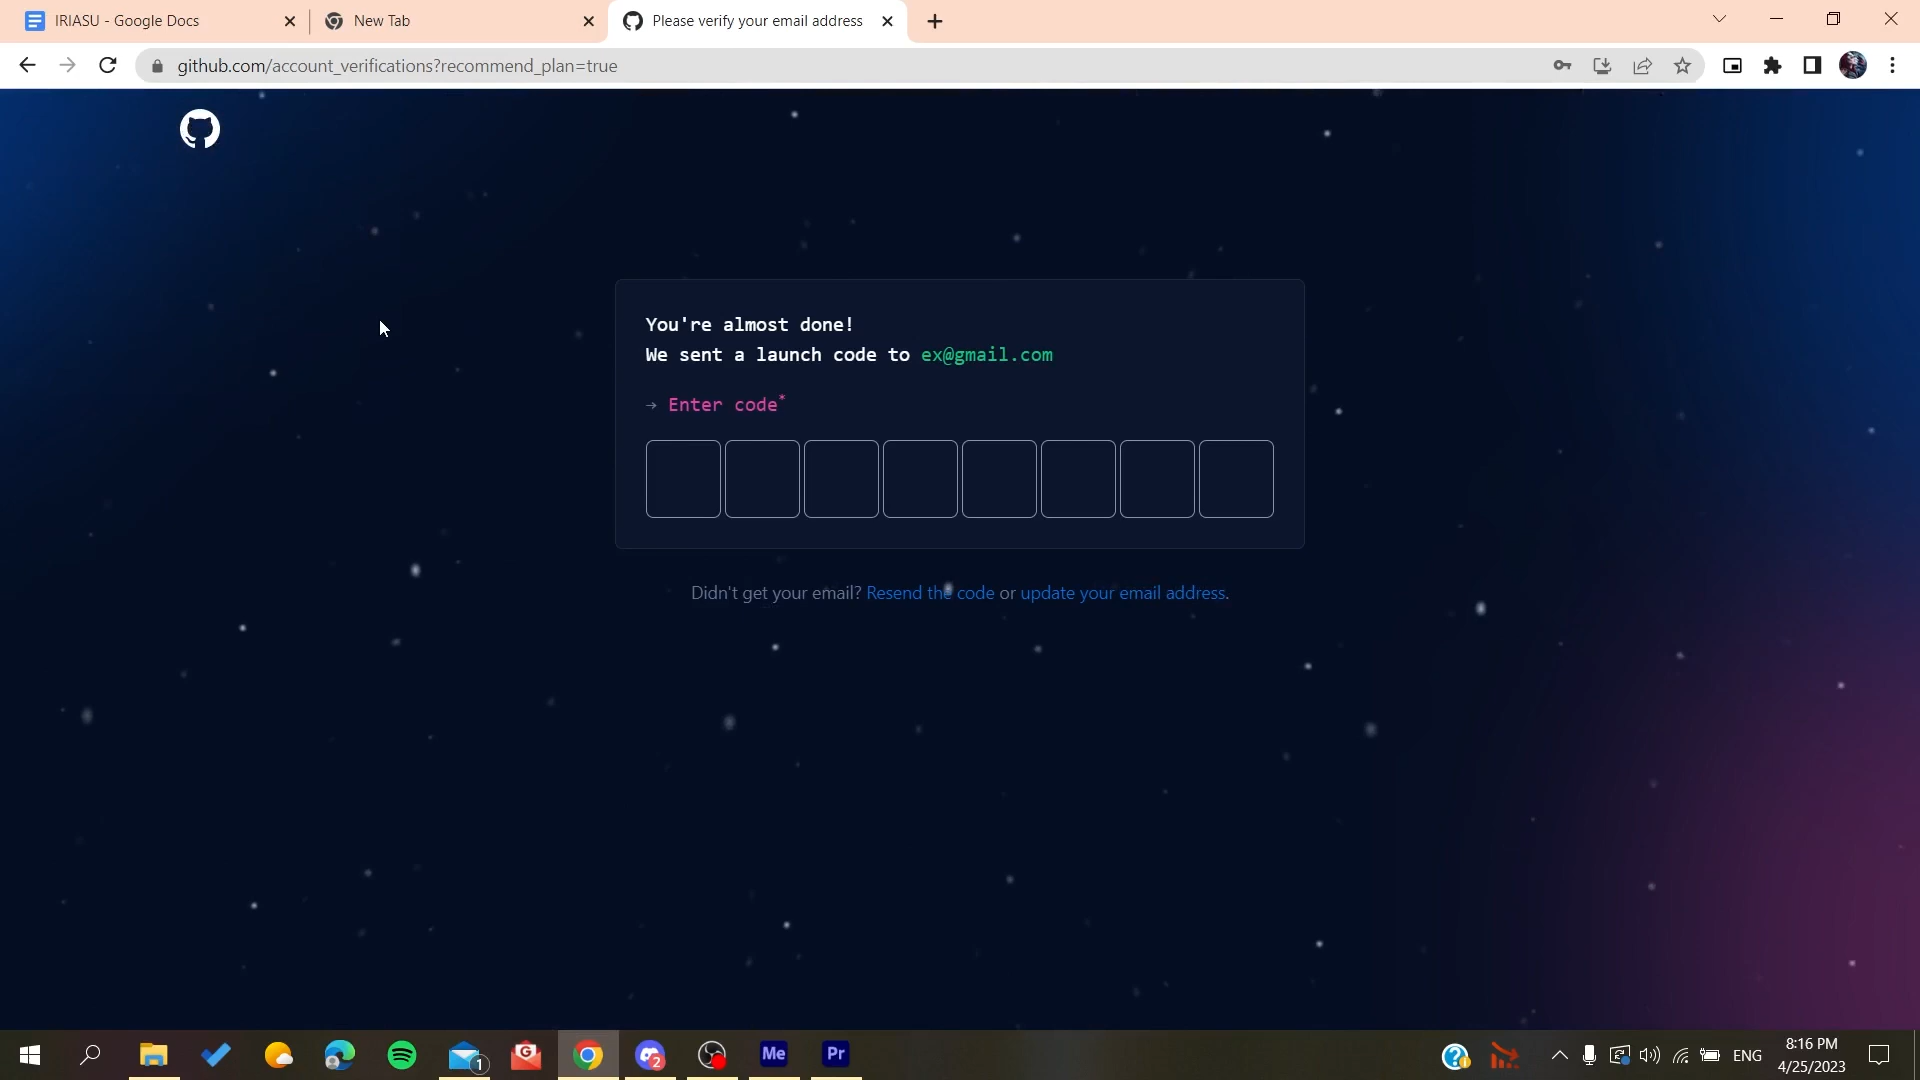 IRIASU - Google Docs
New Tab
Please verify your email address
github.com/account_verifications?recommend_plan=true
You're almost done!
We sent a launch code to ex@gmail.com
→ Enter code*
Didn't get your email? Resend the code or update your email address.
1
G
2
Me
Pr
?
ENG
8:16 PM
4/25/2023